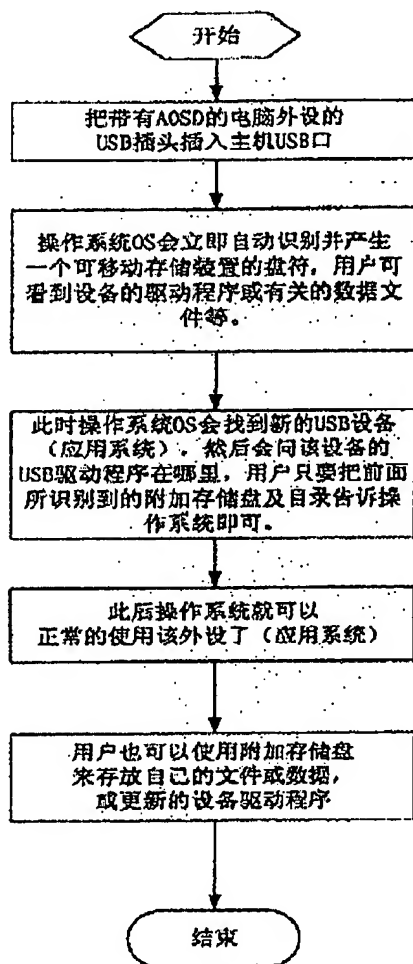 开始
把带有AOSD的电脑外设的
USB插头插入主机USB口
操作系统OS会立即自动识别并产生
一个可移动存储装置的盘符，用户可
看到设备的驱动程序或有关的数据文
件等。
此时操作系统OS会找到新的USB设备
（应用系统），然后会问该设备的
USB驱动程序在哪里，用户只要把前面
所识别到的附加存储盘及目录告诉操
作系统即可。
此后操作系统就可以
正常的使用该外设了（应用系统）
用户也可以使用附加存储盘
来存放自己的文件或数据，
或更新的设备驱动程序
结束